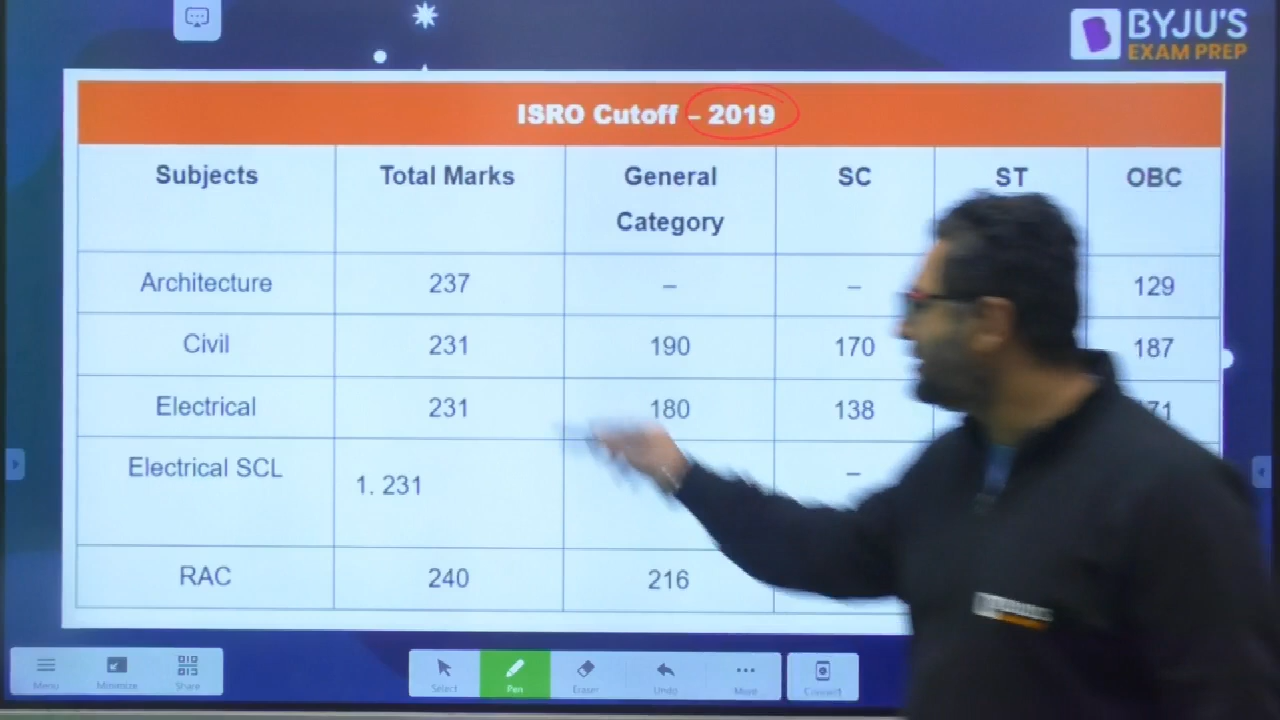 BYJU'S
EXAM PREP
ISRO Cutoff – 2019
Subjects Total Marks General Category SC ST OBC
Architecture 237 – – 129
Civil 231 190 170 187
Electrical 231 180 138
Electrical SCL 1. 231 –
RAC 240 216
Menu Minimize Share Select Pen Eraser Undo More Convert